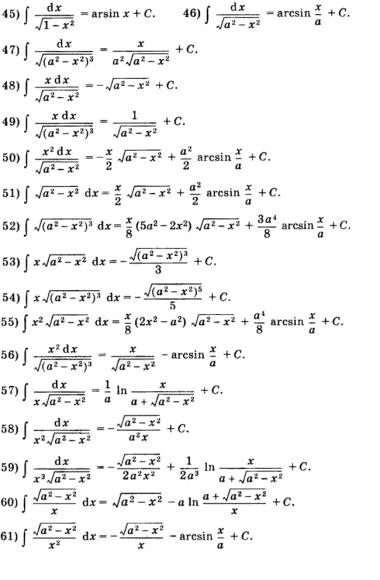 45) ∫ dx/√(1 − x²) = arsin x + C. 46) ∫ dx/√(a² − x²) = arcsin x/a + C.
47) ∫ dx/√((a² − x²)³) = x/(a²√(a² − x²)) + C.
48) ∫ x dx/√(a² − x²) = −√(a² − x²) + C.
49) ∫ x dx/√((a² − x²)³) = 1/√(a² − x²) + C.
50) ∫ x² dx/√(a² − x²) = −x/2 √(a² − x²) + a²/2 arcsin x/a + C.
51) ∫ √(a² − x²) dx = x/2 √(a² − x²) + a²/2 arcsin x/a + C.
52) ∫ √((a² − x²)³) dx = x/8 (5a² − 2x²) √(a² − x²) + 3a⁴/8 arcsin x/a + C.
53) ∫ x√(a² − x²) dx = −√((a² − x²)³)/3 + C.
54) ∫ x√((a² − x²)³) dx = −√((a² − x²)⁵)/5 + C.
55) ∫ x²√(a² − x²) dx = x/8 (2x² − a²) √(a² − x²) + a⁴/8 arcsin x/a + C.
56) ∫ x² dx/√((a² − x²)³) = x/√(a² − x²) − arcsin x/a + C.
57) ∫ dx/(x√(a² − x²)) = 1/a ln x/(a + √(a² − x²)) + C.
58) ∫ dx/(x²√(a² − x²)) = −√(a² − x²)/(a²x) + C.
59) ∫ dx/(x³√(a² − x²)) = −√(a² − x²)/(2a²x²) + 1/(2a³) ln x/(a + √(a² − x²)) + C.
60) ∫ √(a² − x²)/x dx = √(a² − x²) − a ln (a + √(a² − x²))/x + C.
61) ∫ √(a² − x²)/x² dx = −√(a² − x²)/x − arcsin x/a + C.